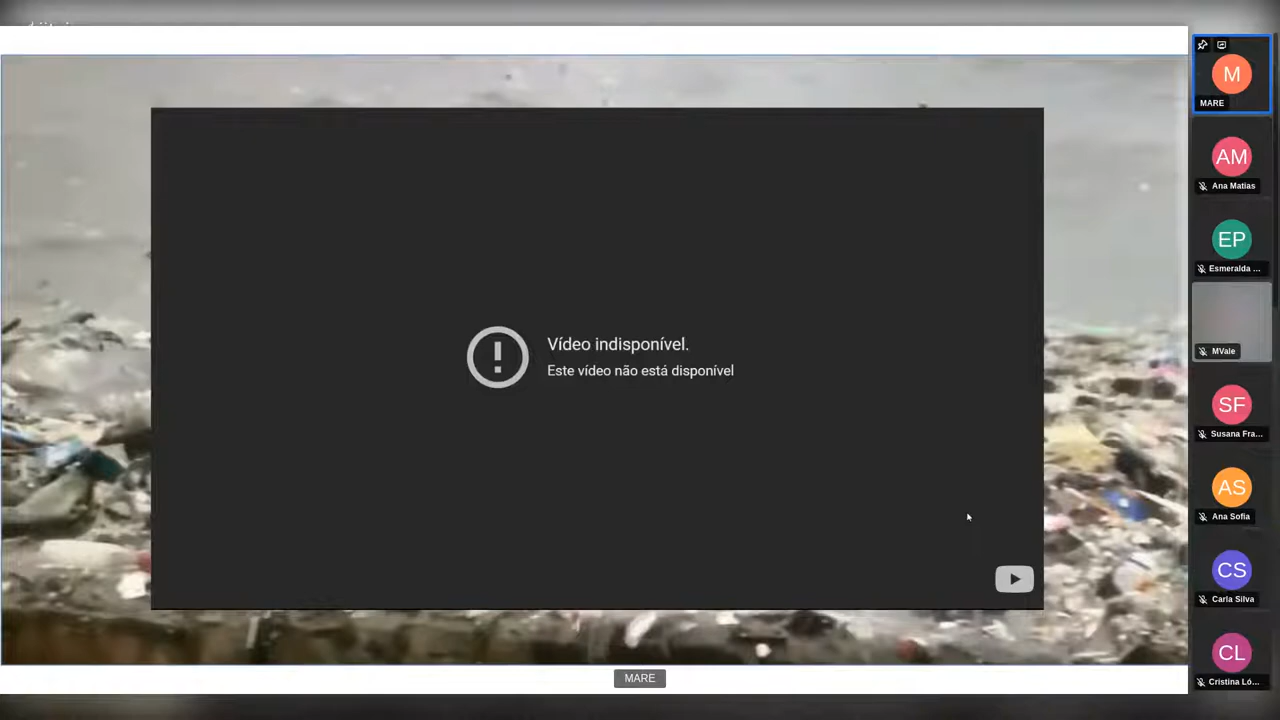 Vídeo indisponível.
Este vídeo não está disponível
MARE
M
MARE
AM
Ana Matias
EP
Esmeralda ...
MVale
SF
Susana Fra...
AS
Ana Sofia
CS
Carla Silva
CL
Cristina Ló...